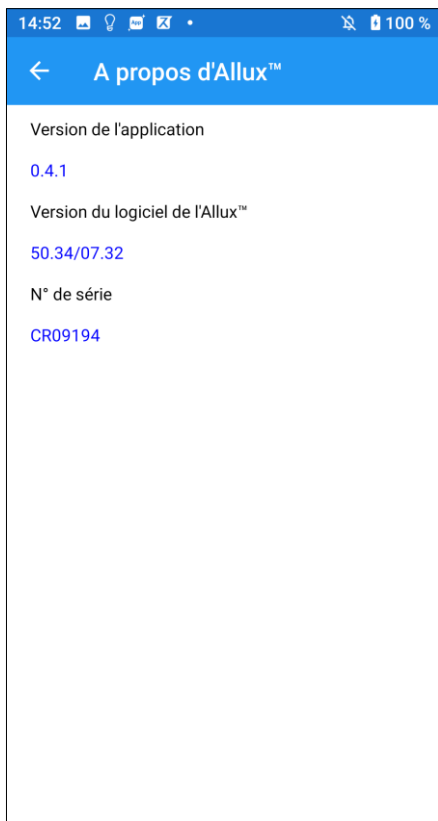 14:52 100 %
A propos d'Allux™
Version de l'application
0.4.1
Version du logiciel de l'Allux™
50.34/07.32
N° de série
CR09194